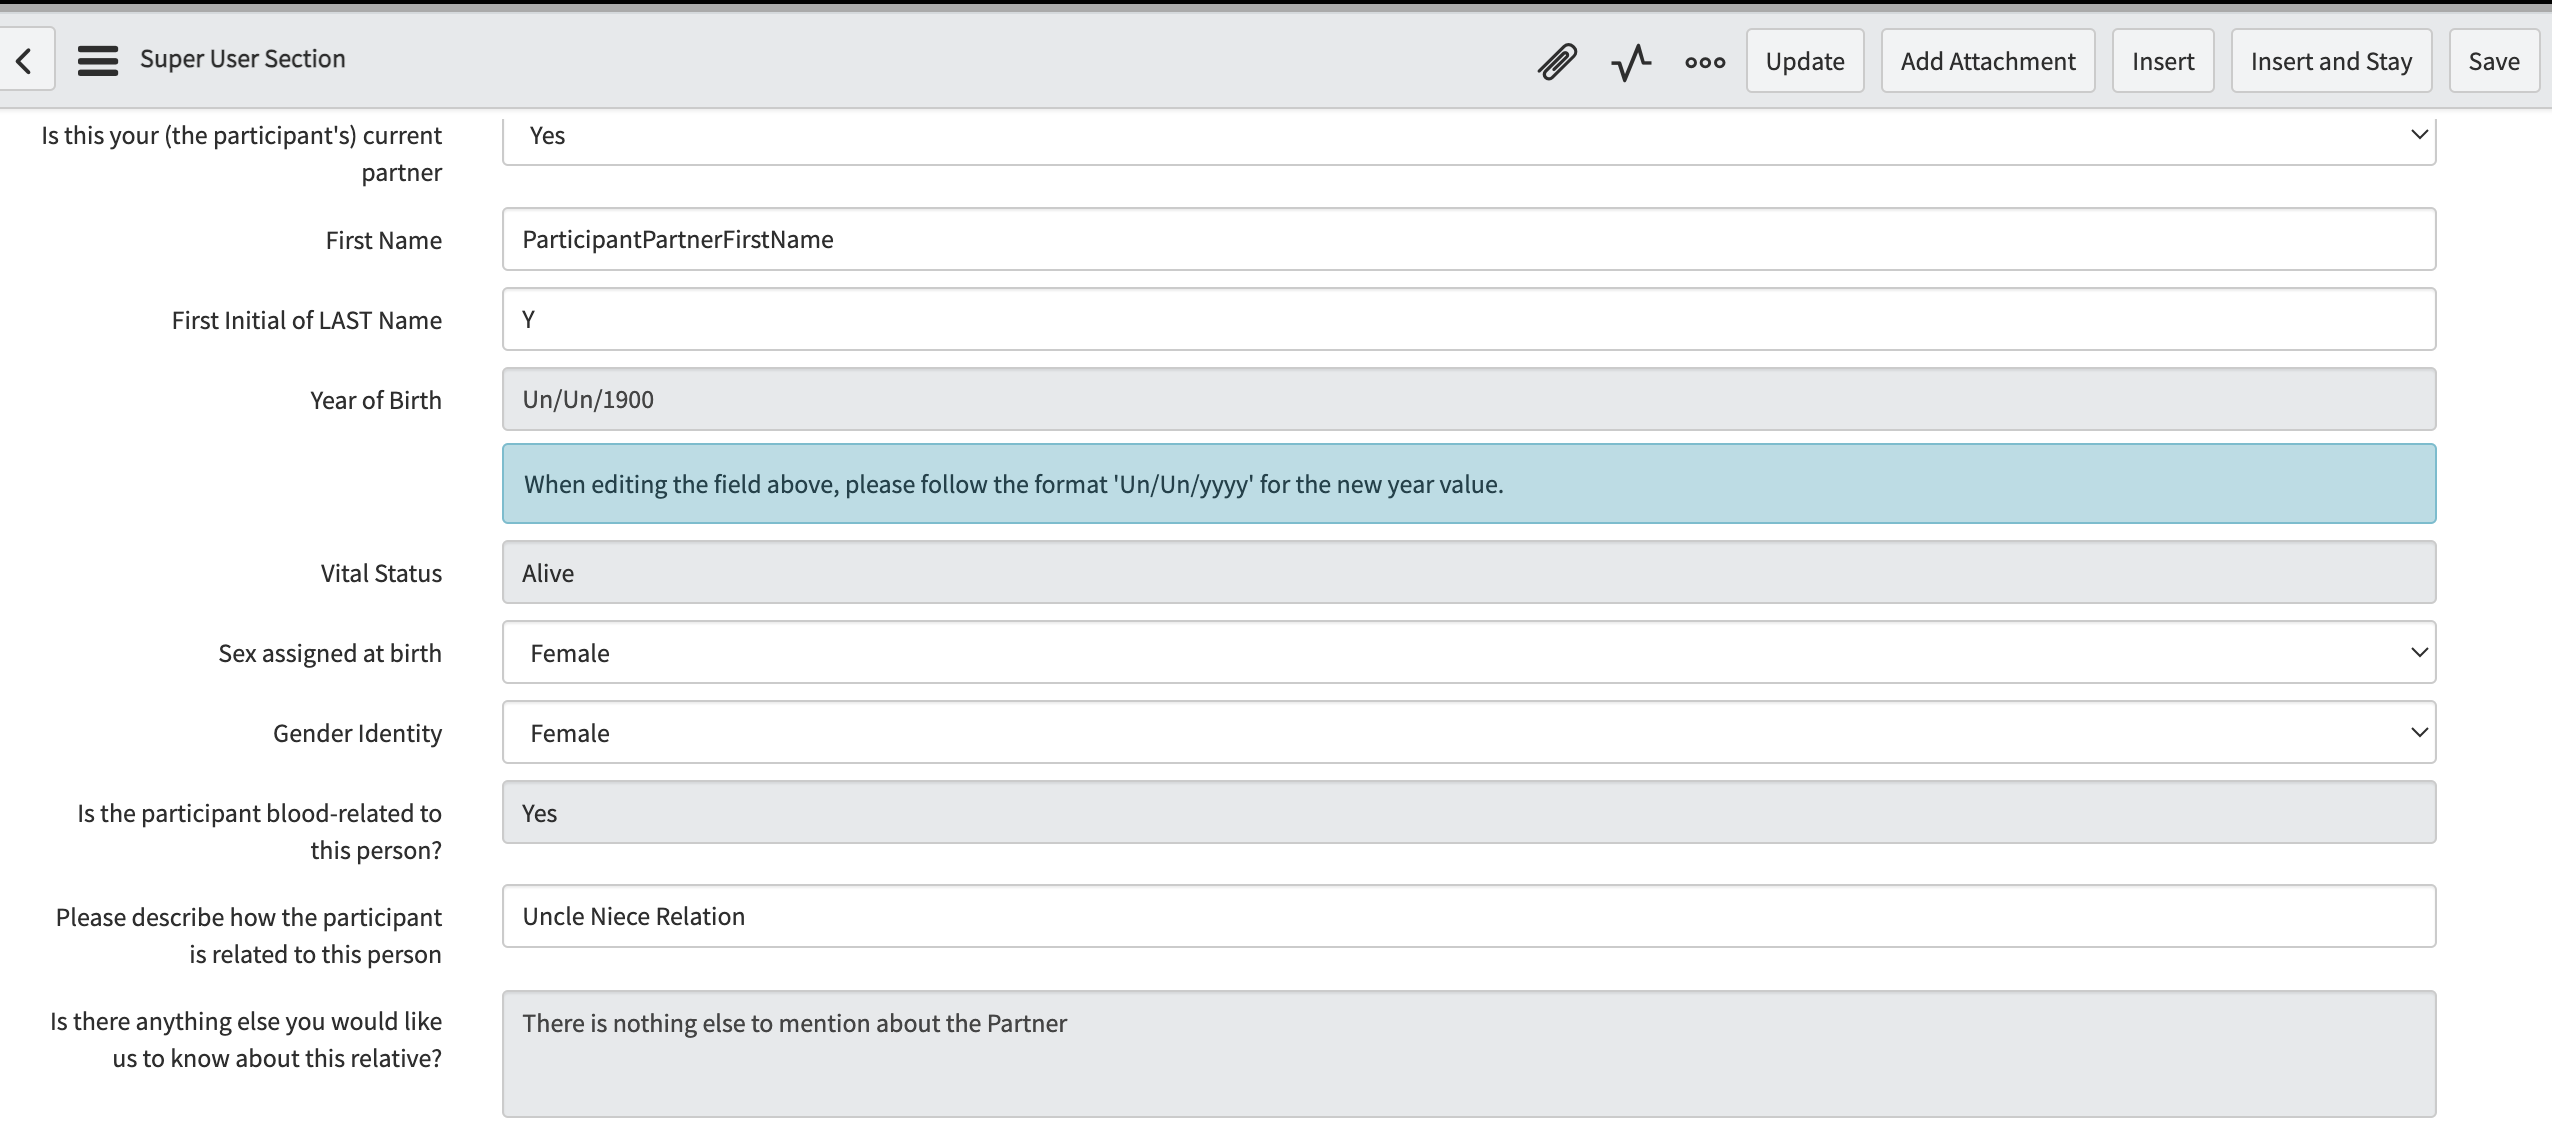 Super User Section
Update
Add Attachment
Insert
Insert and Stay
Save
Is this your (the participant's) current
partner
Yes
First Name
ParticipantPartnerFirstName
First Initial of LAST Name
Y
Year of Birth
Un/Un/1900
When editing the field above, please follow the format 'Un/Un/yyyy' for the new year value.
Vital Status
Alive
Sex assigned at birth
Female
Gender Identity
Female
Is the participant blood-related to
this person?
Yes
Please describe how the participant
is related to this person
Uncle Niece Relation
Is there anything else you would like
us to know about this relative?
There is nothing else to mention about the Partner